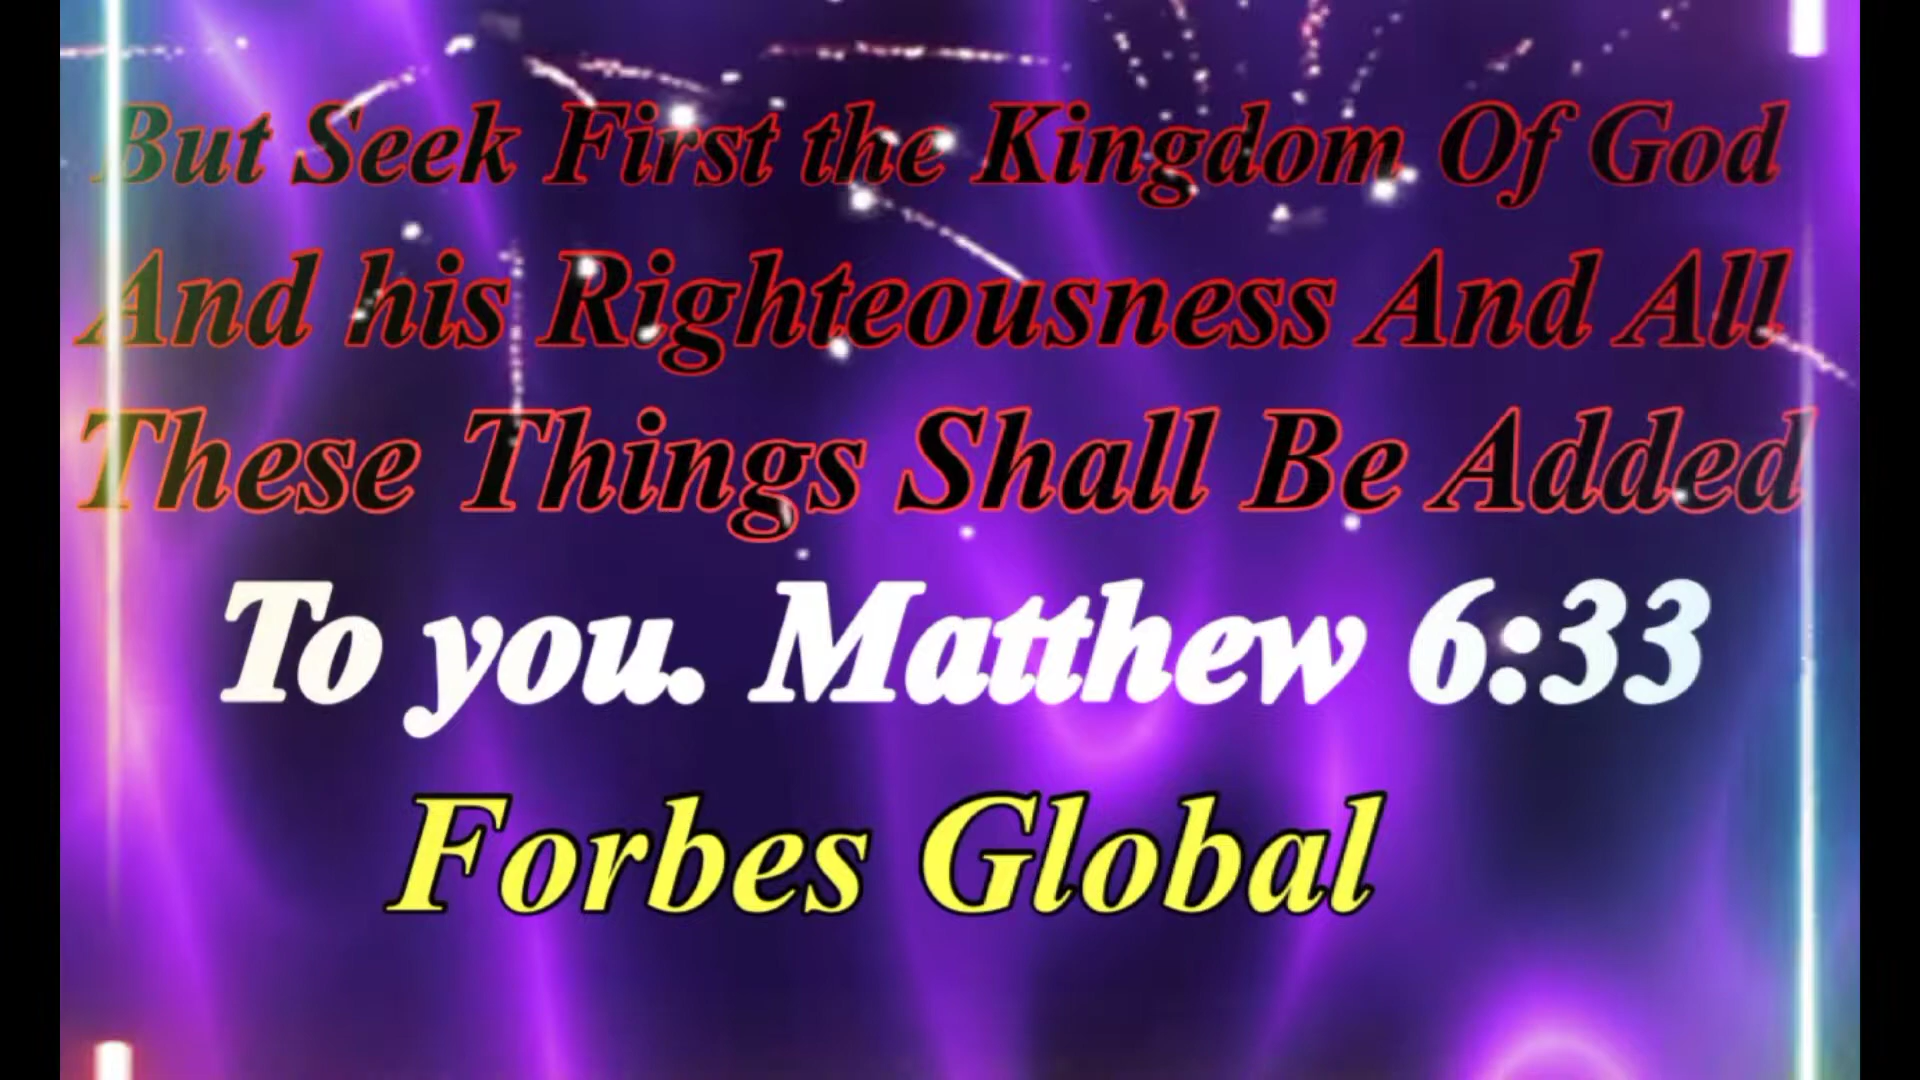 But Seek First the Kingdom Of God
And his Righteousness And All
These Things Shall Be Added
To you. Matthew 6:33
Forbes Global